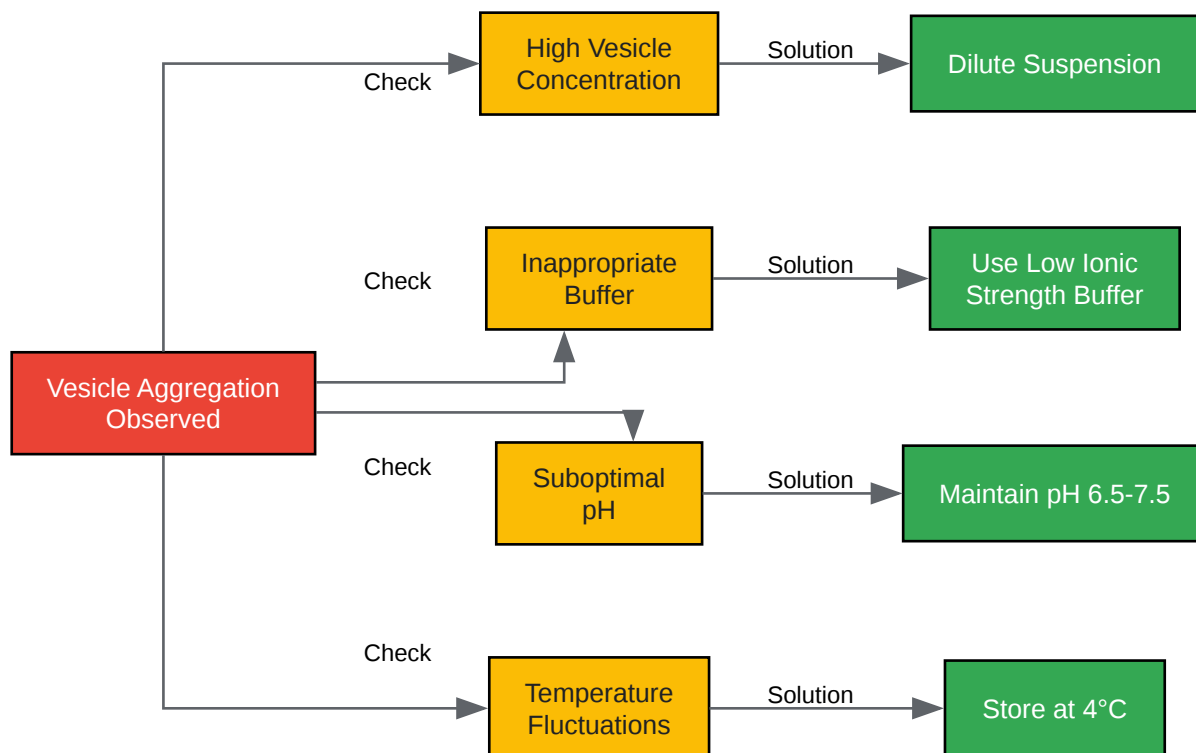 High Vesicle
Concentration
Check
Solution
Dilute Suspension
Inappropriate
Buffer
Check
Solution
Use Low Ionic
Strength Buffer
Vesicle Aggregation
Observed
Check
Suboptimal
pH
Solution
Maintain pH 6.5-7.5
Check
Temperature
Fluctuations
Solution
Store at 4°C